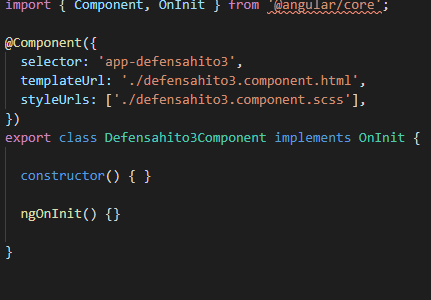 import { Component, OnInit } from '@angular/core';
@Component({
selector: 'app-defensahito3',
templateUrl: './defensahito3.component.html',
styleUrls: ['./defensahito3.component.scss'],
})
export class Defensahito3Component implements OnInit {
constructor() { }
ngOnInit() {}
}